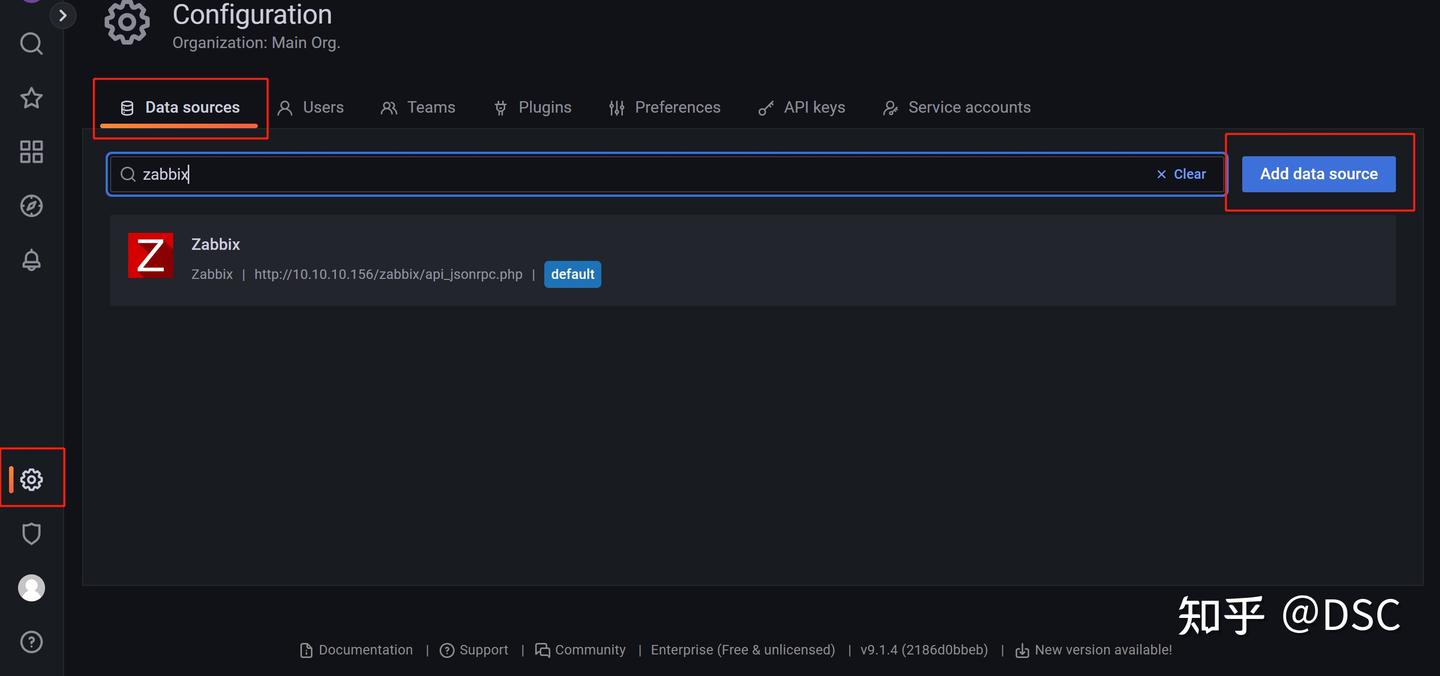 Configuration
Organization: Main Org.
Data sources
Users
Teams
Plugins
Preferences
API keys
Service accounts
zabbix
Clear
Add data source
Z
Zabbix
Zabbix | http://10.10.10.156/zabbix/api_jsonrpc.php | default
知乎 @DSC
Documentation | Support | Community | Enterprise (Free & unlicensed) | v9.1.4 (2186d0bbeb) | New version available!